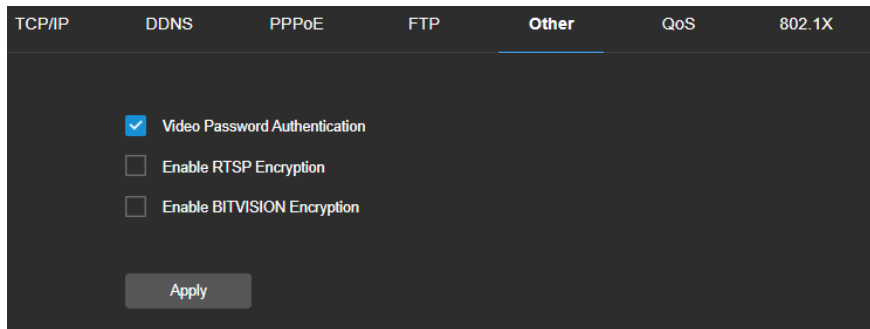 TCP/IP DDNS PPPoE FTP Other QoS 802.1X
Video Password Authentication
Enable RTSP Encryption
Enable BITVISION Encryption
Apply